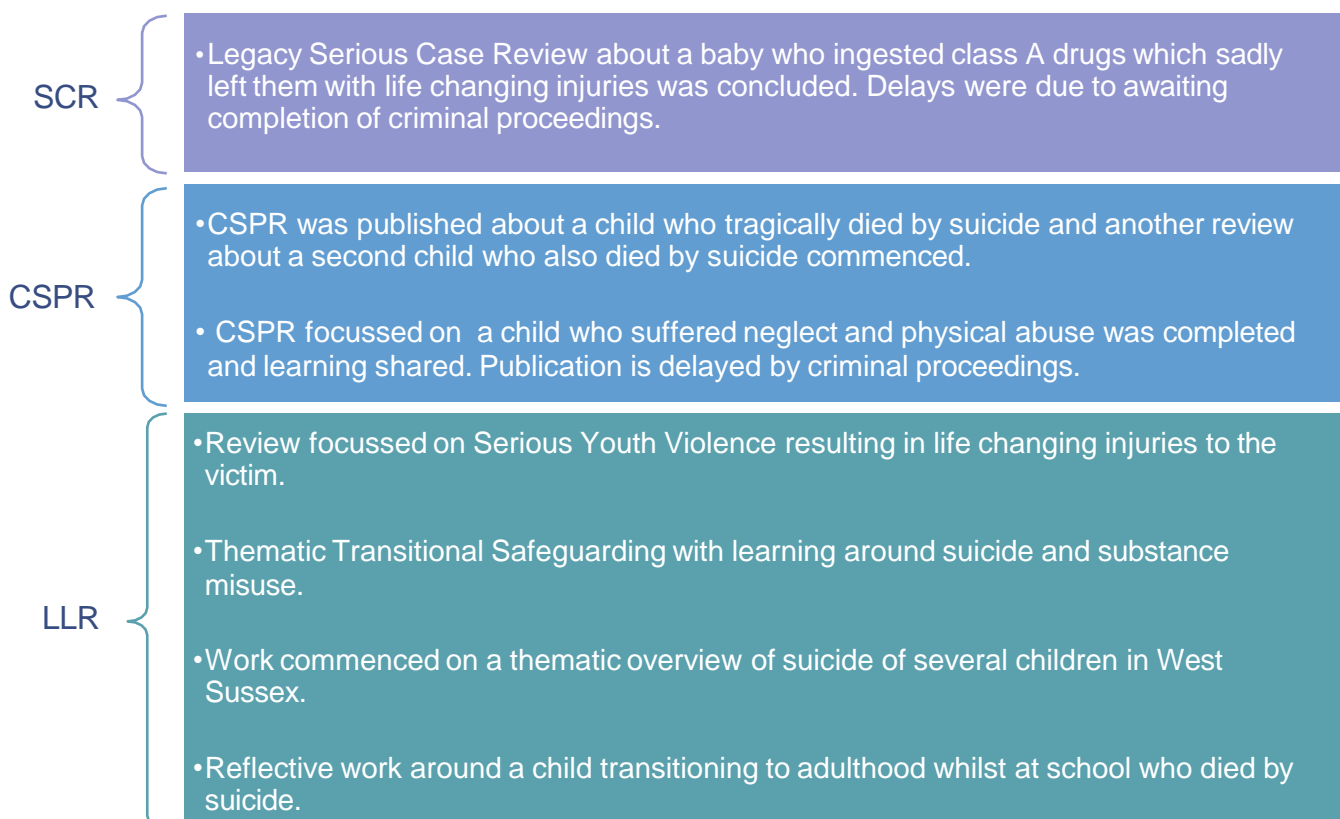 SCR
•Legacy Serious Case Review about a baby who ingested class A drugs which sadly
left them with life changing injuries was concluded. Delays were due to awaiting
completion of criminal proceedings.
CSPR
•CSPR was published about a child who tragically died by suicide and another review
about a second child who also died by suicide commenced.
• CSPR focussed on  a child who suffered neglect and physical abuse was completed
and learning shared. Publication is delayed by criminal proceedings.
LLR
•Review focussed on Serious Youth Violence resulting in life changing injuries to the
victim.
•Thematic Transitional Safeguarding with learning around suicide and substance
misuse.
•Work commenced on a thematic overview of suicide of several children in West
Sussex.
•Reflective work around a child transitioning to adulthood whilst at school who died by
suicide.